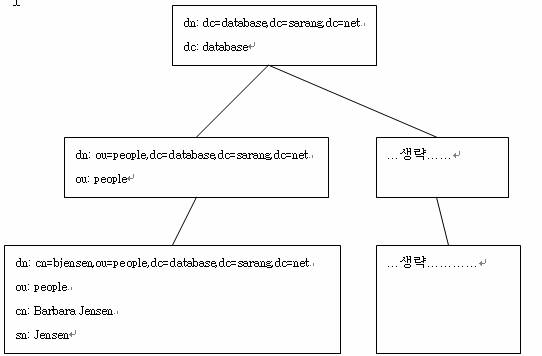 dn: dc=database,dc=sarang,dc=net
dc: database
dn: ou=people,dc=database,dc=sarang,dc=net
ou: people
...생략......
dn: cn=bjensen,ou=people,dc=database,dc=sarang,dc=net
ou: people
cn: Barbara Jensen
sn: Jensen
...생략............